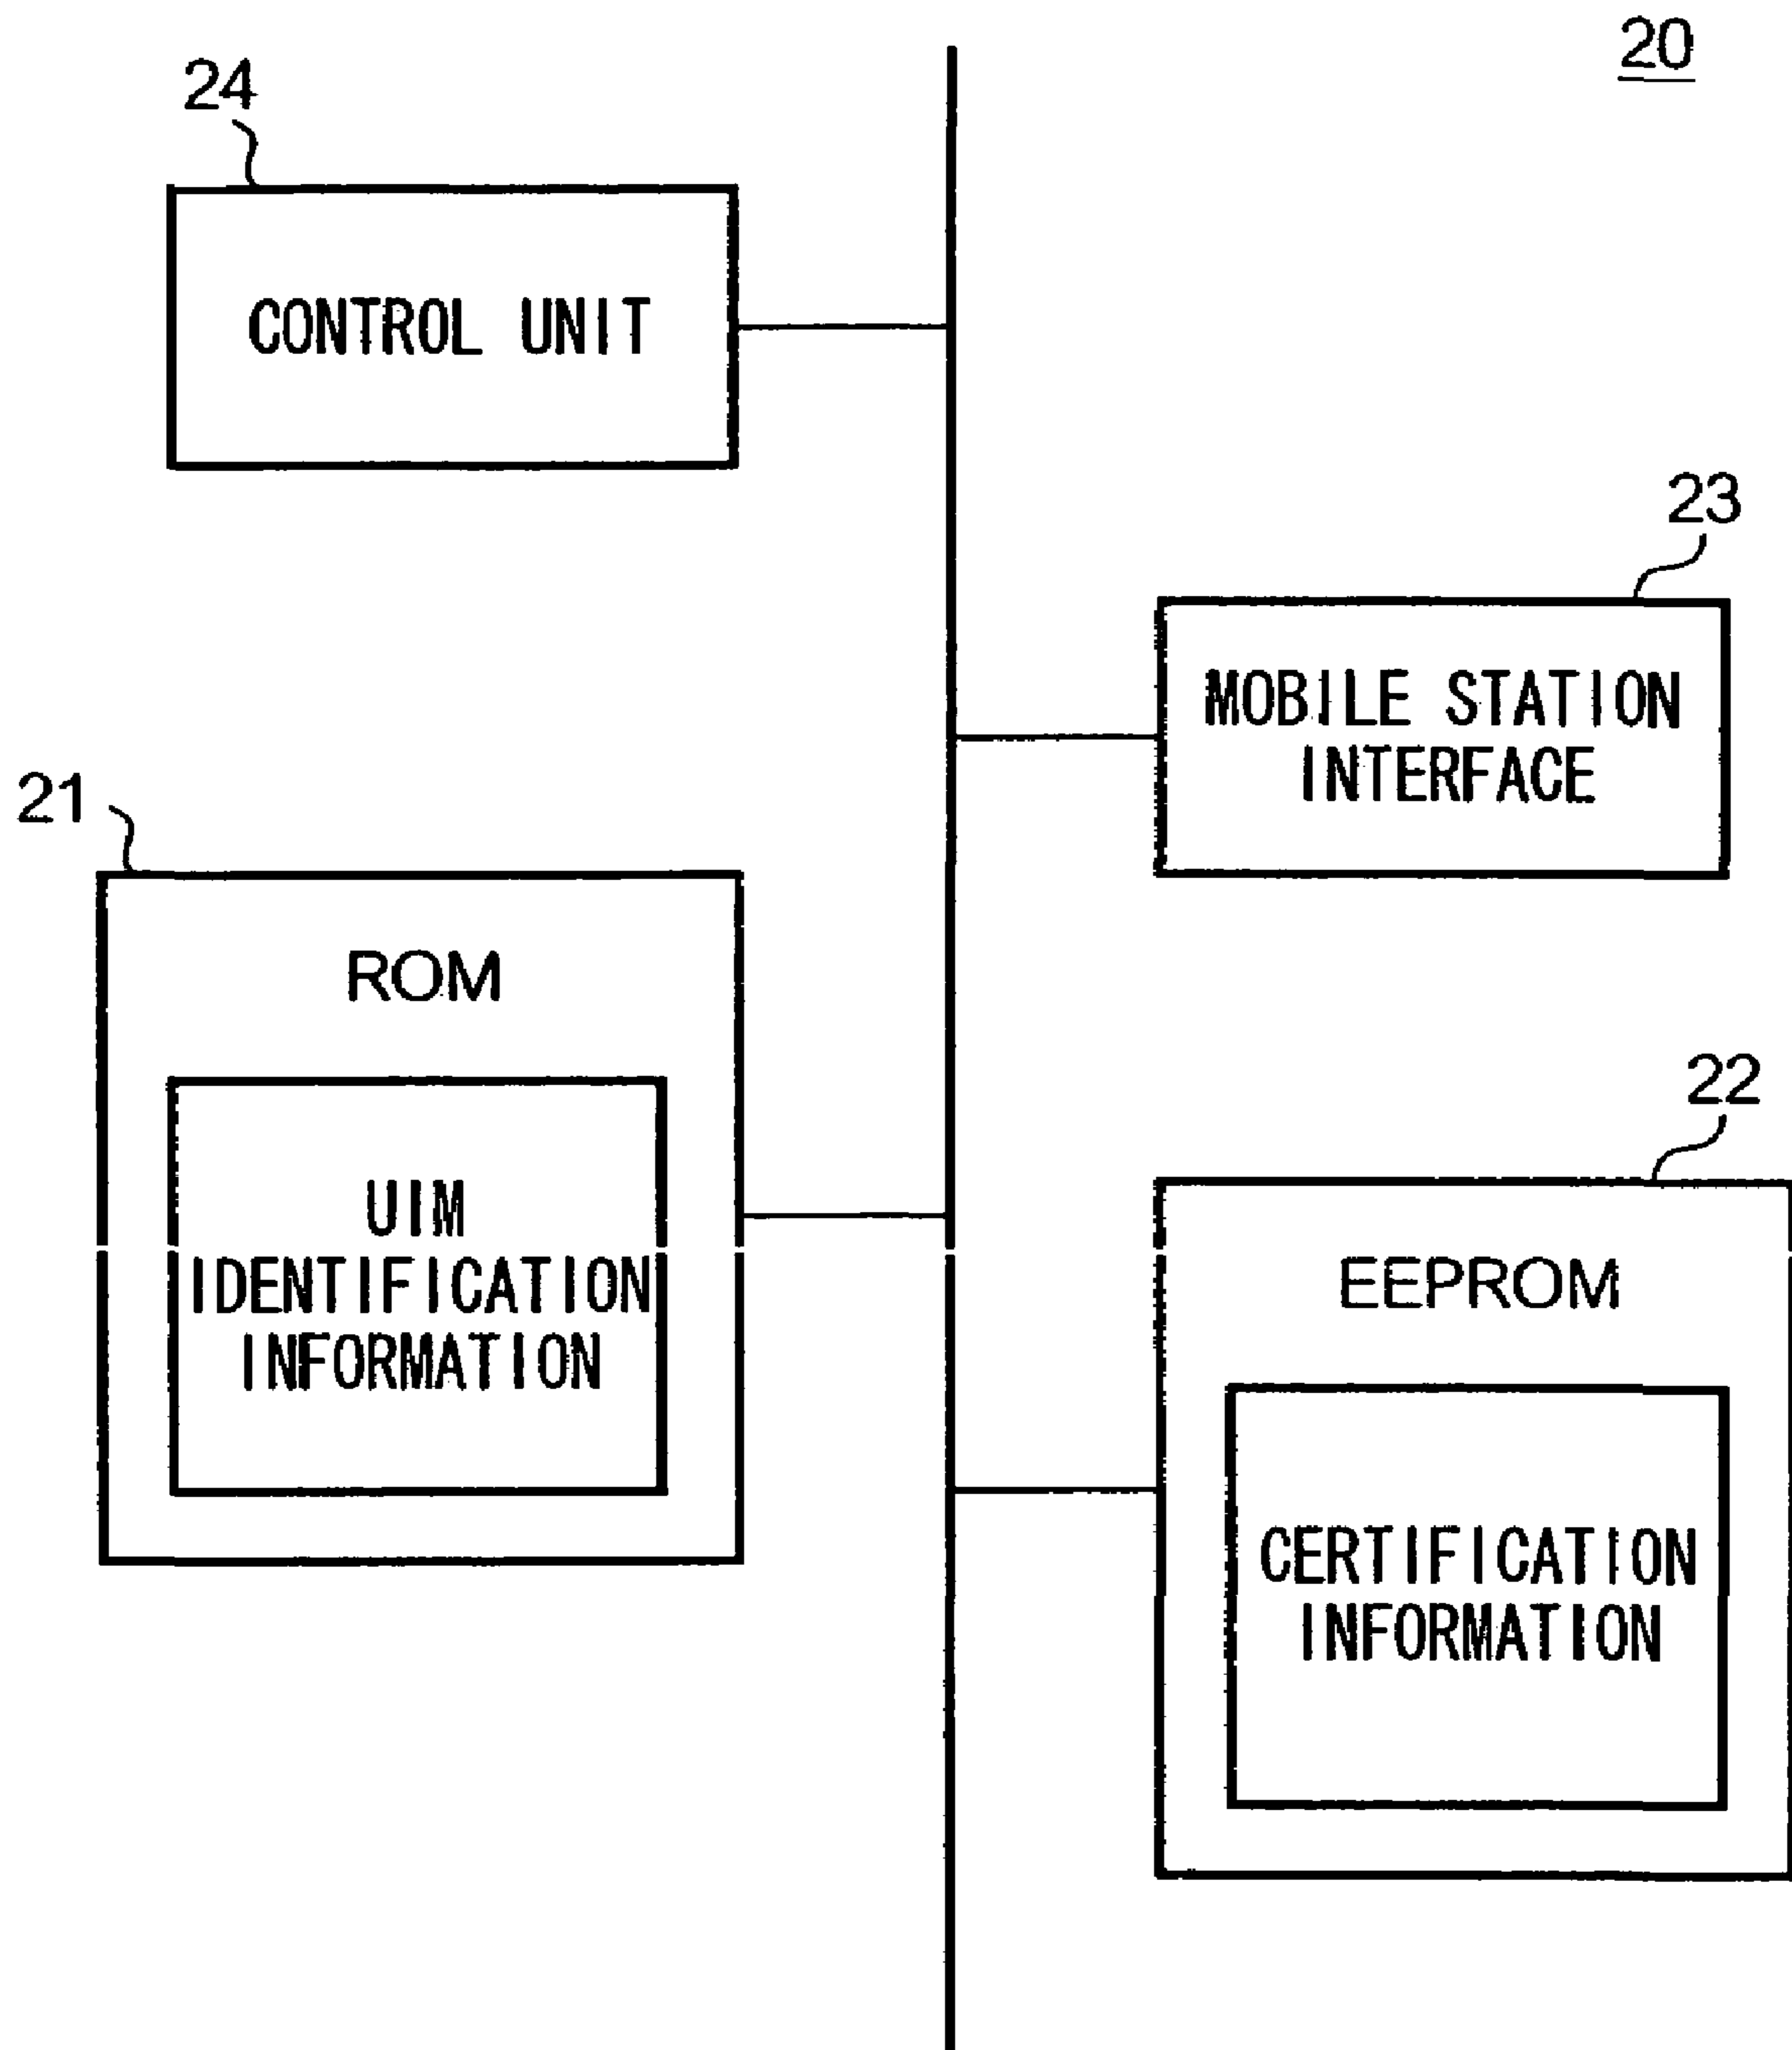 20
24
CONTROL UNIT
23
MOBILE STATION
INTERFACE
21
ROM
UIM
IDENTIFICATION
INFORMATION
22
EEPROM
CERTIFICATION
INFORMATION